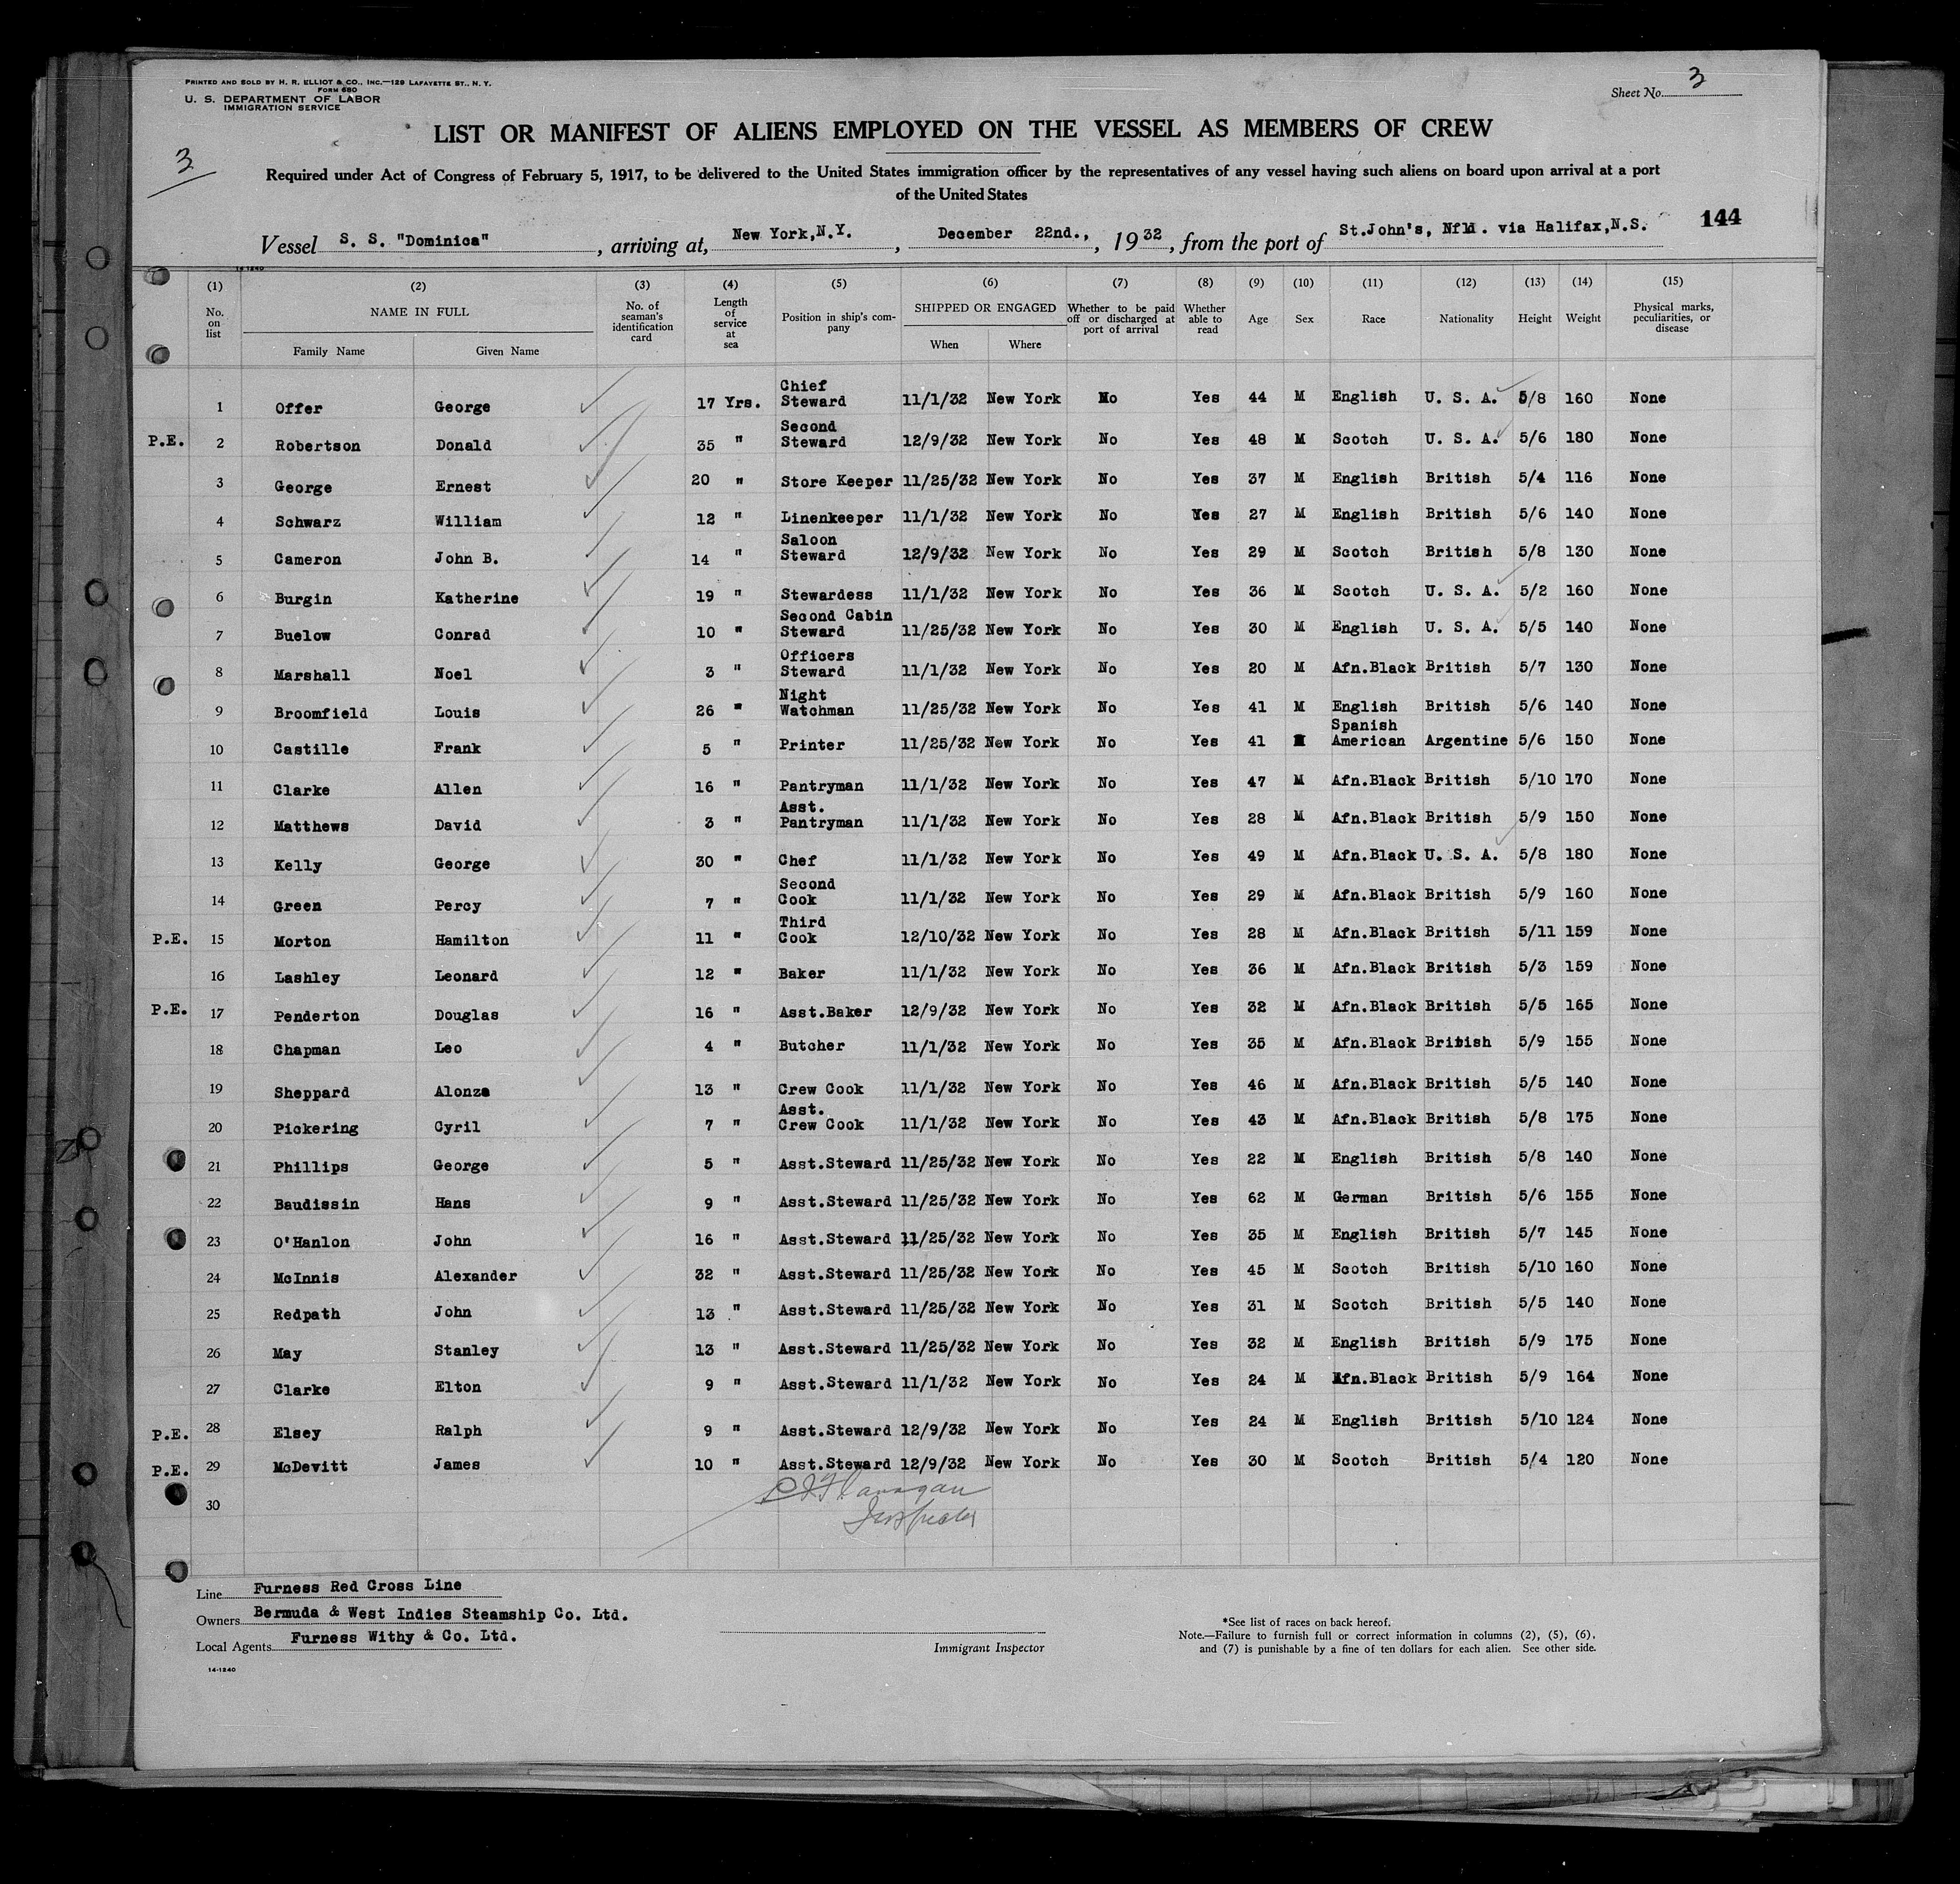 PRINTED AND SOLD BY H. R. ELLIOT & CO., INC.—129 LAFAYETTE ST., N. Y.
FORM 680
U. S. DEPARTMENT OF LABOR
IMMIGRATION SERVICE
Sheet No. 3
LIST OR MANIFEST OF ALIENS EMPLOYED ON THE VESSEL AS MEMBERS OF CREW
3
Required under Act of Congress of February 5, 1917, to be delivered to the United States immigration officer by the representatives of any vessel having such aliens on board upon arrival at a port
of the United States
144
Vessel S. S. "Dominica", arriving at, New York,N.Y., December 22nd., , 1932, from the port of St.John's, Nfld. via Halifax,N.S.
14-1240
(1) (2) (3) (4) (5) (6) (7) (8) (9) (10) (11) (12) (13) (14) (15)
No. on list NAME IN FULL Family Name Given Name No. of seaman's identification card Length of service at sea Position in ship's company SHIPPED OR ENGAGED When Where Whether to be paid off or discharged at port of arrival Whether able to read Age Sex Race Nationality Height Weight Physical marks, peculiarities, or disease
1 Offer George 17 Yrs. Chief Steward 11/1/32 New York No Yes 44 M English U. S. A. 5/8 160 None
P.E. 2 Robertson Donald 35 " Second Steward 12/9/32 New York No Yes 48 M Scotch U. S. A. 5/6 180 None
3 George Ernest 20 " Store Keeper 11/25/32 New York No Yes 37 M English British 5/4 116 None
4 Schwarz William 12 " Linenkeeper 11/1/32 New York No Yes 27 M English British 5/6 140 None
5 Cameron John B. 14 " Saloon Steward 12/9/32 New York No Yes 29 M Scotch British 5/8 130 None
6 Burgin Katherine 19 " Stewardess 11/1/32 New York No Yes 36 M Scotch U. S. A. 5/2 160 None
7 Buelow Conrad 10 " Second Cabin Steward 11/25/32 New York No Yes 30 M English U. S. A. 5/5 140 None
8 Marshall Noel 3 " Officers Steward 11/1/32 New York No Yes 20 M Afn.Black British 5/7 130 None
9 Broomfield Louis 26 " Night Watchman 11/25/32 New York No Yes 41 M English British 5/6 140 None
10 Castille Frank 5 " Printer 11/25/32 New York No Yes 41 M Spanish American Argentine 5/6 150 None
11 Clarke Allen 16 " Pantryman 11/1/32 New York No Yes 47 M Afn.Black British 5/10 170 None
12 Matthews David 3 " Asst. Pantryman 11/1/32 New York No Yes 28 M Afn.Black British 5/9 150 None
13 Kelly George 30 " Chef 11/1/32 New York No Yes 49 M Afn.Black U. S. A. 5/8 180 None
14 Green Percy 7 " Second Cook 11/1/32 New York No Yes 29 M Afn.Black British 5/9 160 None
P.E. 15 Morton Hamilton 11 " Third Cook 12/10/32 New York No Yes 28 M Afn.Black British 5/11 159 None
16 Lashley Leonard 12 " Baker 11/1/32 New York No Yes 36 M Afn.Black British 5/3 159 None
P.E. 17 Penderton Douglas 16 " Asst.Baker 12/9/32 New York No Yes 32 M Afn.Black British 5/5 165 None
18 Chapman Leo 4 " Butcher 11/1/32 New York No Yes 35 M Afn.Black British 5/9 155 None
19 Sheppard Alonza 13 " Crew Cook 11/1/32 New York No Yes 46 M Afn.Black British 5/5 140 None
20 Pickering Cyril 7 " Asst. Crew Cook 11/1/32 New York No Yes 43 M Afn.Black British 5/8 175 None
21 Phillips George 5 " Asst.Steward 11/25/32 New York No Yes 22 M English British 5/8 140 None
22 Baudissin Hans 9 " Asst.Steward 11/25/32 New York No Yes 62 M German British 5/6 155 None
23 O'Hanlon John 16 " Asst.Steward 11/25/32 New York No Yes 35 M English British 5/7 145 None
24 McInnis Alexander 32 " Asst.Steward 11/25/32 New York No Yes 45 M Scotch British 5/10 160 None
25 Redpath John 13 " Asst.Steward 11/25/32 New York No Yes 31 M Scotch British 5/5 140 None
26 May Stanley 13 " Asst.Steward 11/25/32 New York No Yes 32 M English British 5/9 175 None
27 Clarke Elton 9 " Asst.Steward 11/1/32 New York No Yes 24 M Afn.Black British 5/9 164 None
P.E. 28 Elsey Ralph 9 " Asst.Steward 12/9/32 New York No Yes 24 M English British 5/10 124 None
P.E. 29 McDevitt James 10 " Asst.Steward 12/9/32 New York No Yes 30 M Scotch British 5/4 120 None
30
Flanagan
Inspector
Line Furness Red Cross Line
Owners Bermuda & West Indies Steamship Co. Ltd.
Local Agents Furness Withy & Co. Ltd.
14-1240
Immigrant Inspector
*See list of races on back hereof.
Note.—Failure to furnish full or correct information in columns (2), (5), (6),
and (7) is punishable by a fine of ten dollars for each alien. See other side.